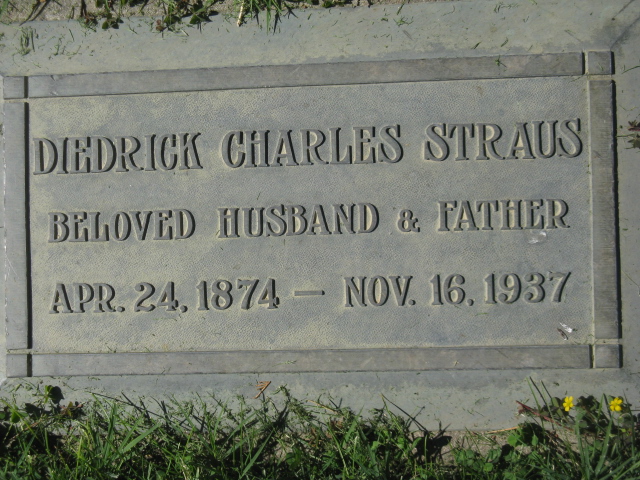 DIEDRICK CHARLES STRAUS
BELOVED HUSBAND & FATHER
APR. 24, 1874 — NOV. 16, 1937